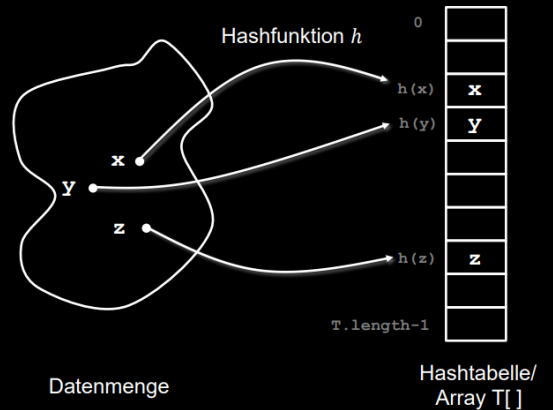 0
Hashfunktion h
h(x) x
h(y) y
x
y
z
h(z) z
T.length-1
Datenmenge
Hashtabelle/
Array T[ ]